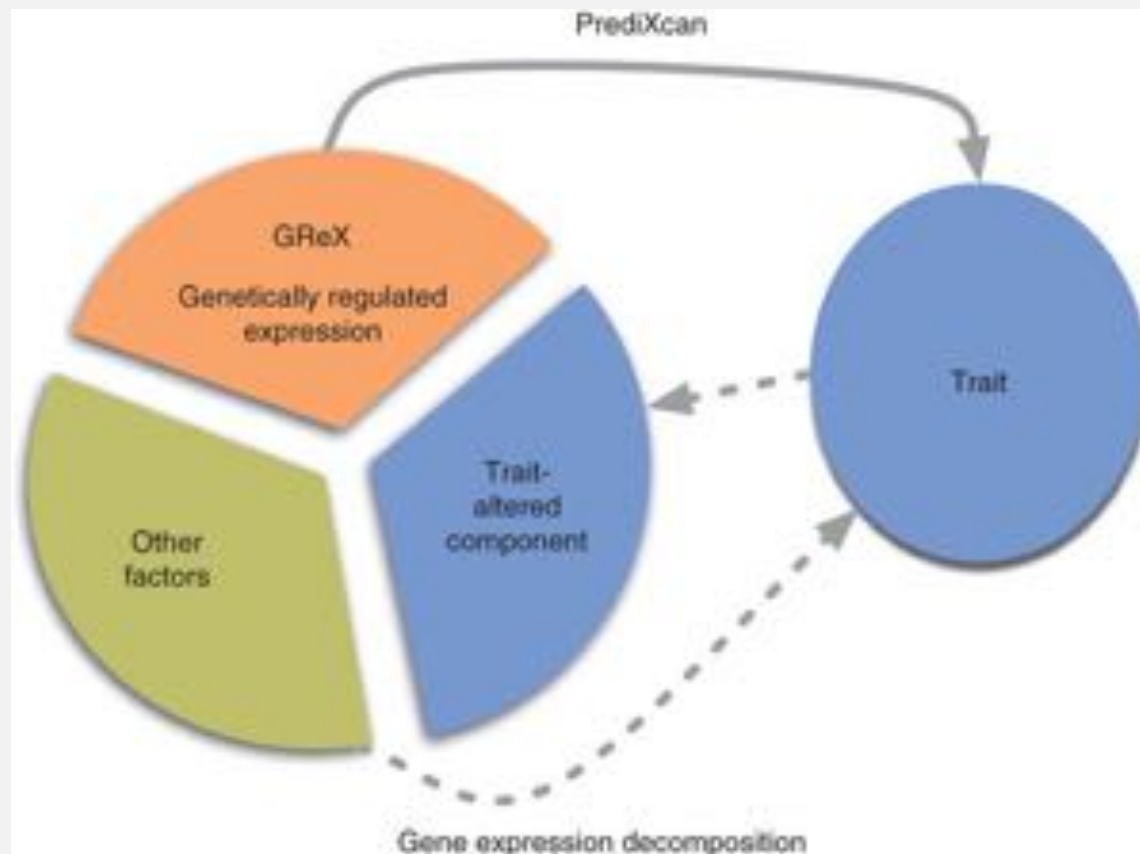 PrediXcan
GReX
Genetically regulated
expression
Trait
Trait-
altered
component
Other
factors
Gene expression decomposition